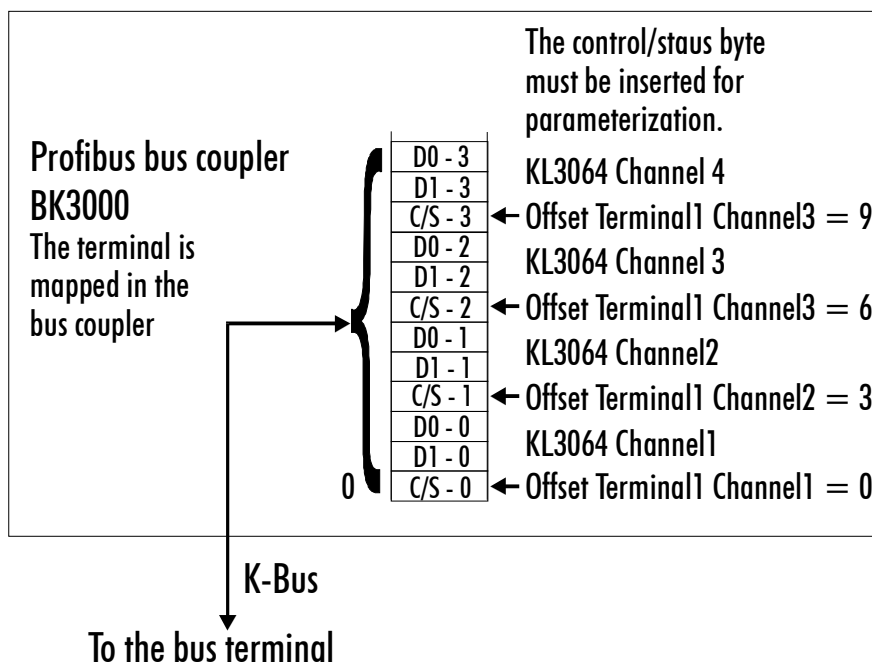 The control/staus byte
must be inserted for
parameterization.
Profibus bus coupler
BK3000
The terminal is
mapped in the
bus coupler
D0 - 3
KL3064 Channel 4
D1 - 3
C/S - 3
Offset Terminal1 Channel3 = 9
D0 - 2
KL3064 Channel 3
D1 - 2
C/S - 2
Offset Terminal1 Channel3 = 6
D0 - 1
KL3064 Channel2
D1 - 1
C/S - 1
Offset Terminal1 Channel2 = 3
D0 - 0
KL3064 Channel1
D1 - 0
0
C/S - 0
Offset Terminal1 Channel1 = 0
K-Bus
To the bus terminal